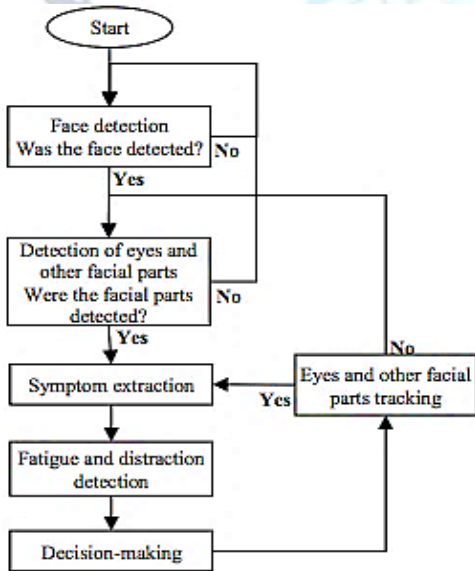 Start
Face detection
Was the face detected?
No
Yes
Detection of eyes and
other facial parts
Were the facial parts
detected?
No
Yes
Symptom extraction
No
Yes
Eyes and other facial
parts tracking
Fatigue and distraction
detection
Decision-making